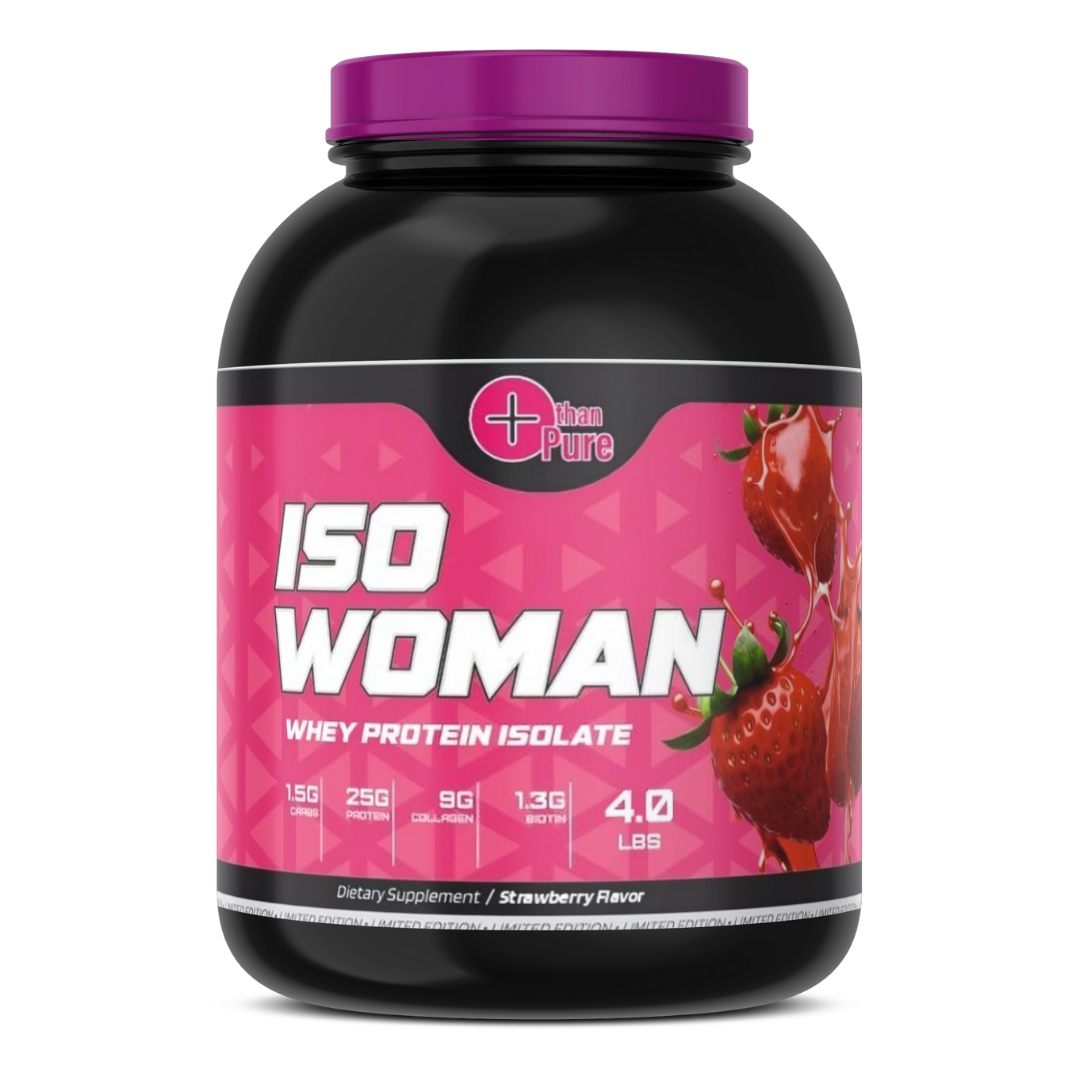 + than
Pure
ISO
WOMAN
WHEY PROTEIN ISOLATE
1.5G 25G 9G 1.3G 4.0
CARBS PROTEIN COLLAGEN BIOTIN LBS
Dietary Supplement / Strawberry Flavor
LIMITED EDITION • LIMITED EDITION • LIMITED EDITION • LIMITED EDITION • LIMITED EDITION